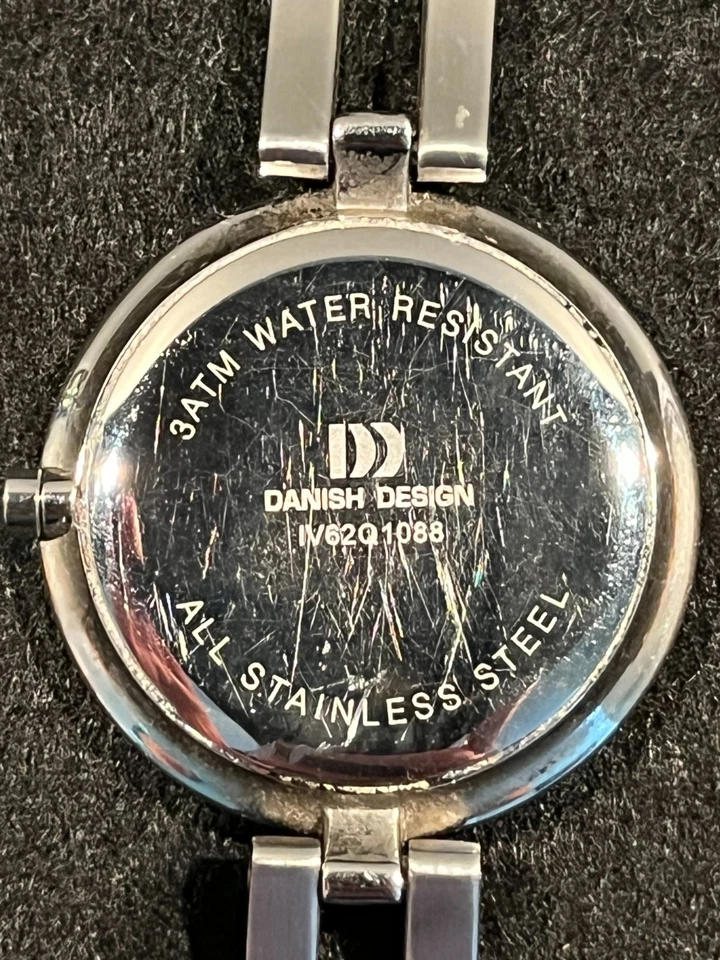 3ATM WATER RESISTANT
DD
DANISH DESIGN
IV62Q1088
ALL STAINLESS STEEL